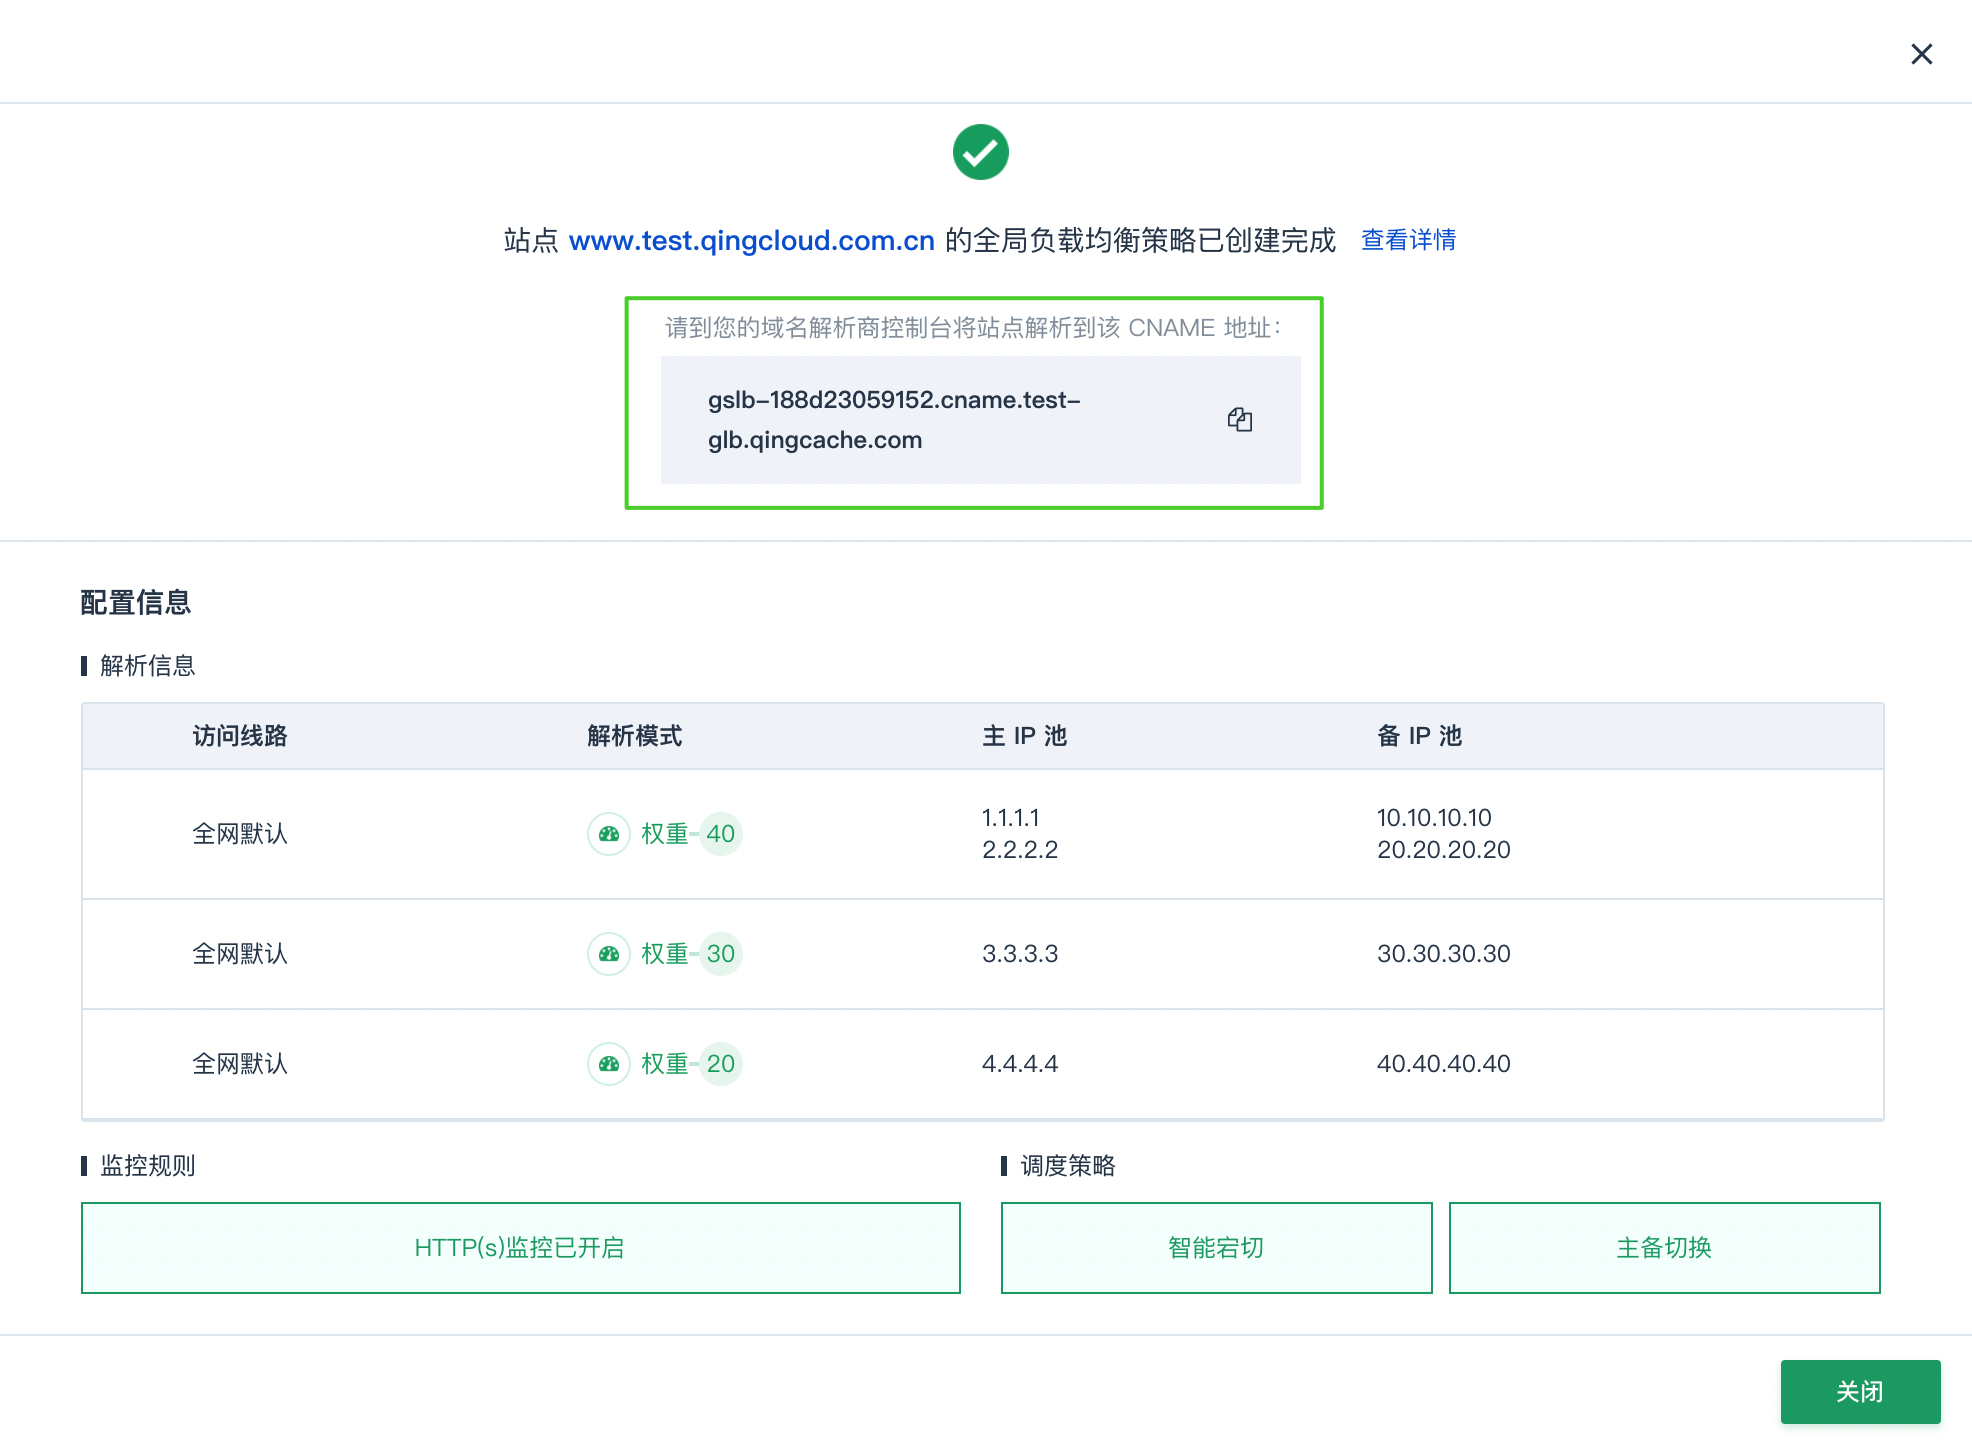 站点 www.test.qingcloud.com.cn 的全局负载均衡策略已创建完成 查看详情
请到您的域名解析商控制台将站点解析到该 CNAME 地址：
gslb-188d23059152.cname.test-
glb.qingcache.com
配置信息
解析信息
访问线路 解析模式 主 IP 池 备 IP 池
全网默认 权重-40 1.1.1.1 10.10.10.10
2.2.2.2 20.20.20.20
全网默认 权重-30 3.3.3.3 30.30.30.30
全网默认 权重-20 4.4.4.4 40.40.40.40
监控规则 调度策略
HTTP(s)监控已开启 智能宕切 主备切换
关闭